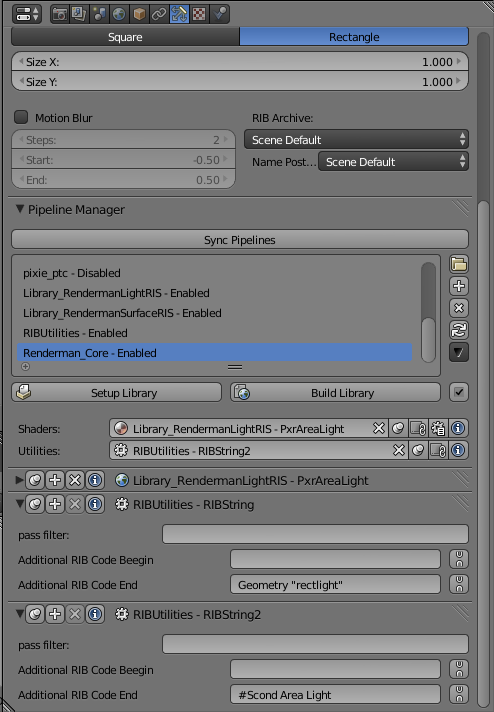 Square Rectangle
Size X: 1.000
Size Y: 1.000
Motion Blur RIB Archive:
Steps: 2 Scene Default
Start: -0.50 Name Post... Scene Default
End: 0.50
Pipeline Manager
Sync Pipelines
pixie_ptc - Disabled
Library_RendermanLightRIS - Enabled
Library_RendermanSurfaceRIS - Enabled
RIBUtilities - Enabled
Renderman_Core - Enabled
Setup Library Build Library
Shaders: Library_RendermanLightRIS - PxrAreaLight
Utilities: RIBUtilities - RIBString2
Library_RendermanLightRIS - PxrAreaLight
RIBUtilities - RIBString
pass filter:
Additional RIB Code Beegin
Additional RIB Code End Geometry "rectlight"
RIBUtilities - RIBString2
pass filter:
Additional RIB Code Beegin
Additional RIB Code End #Scond Area Light